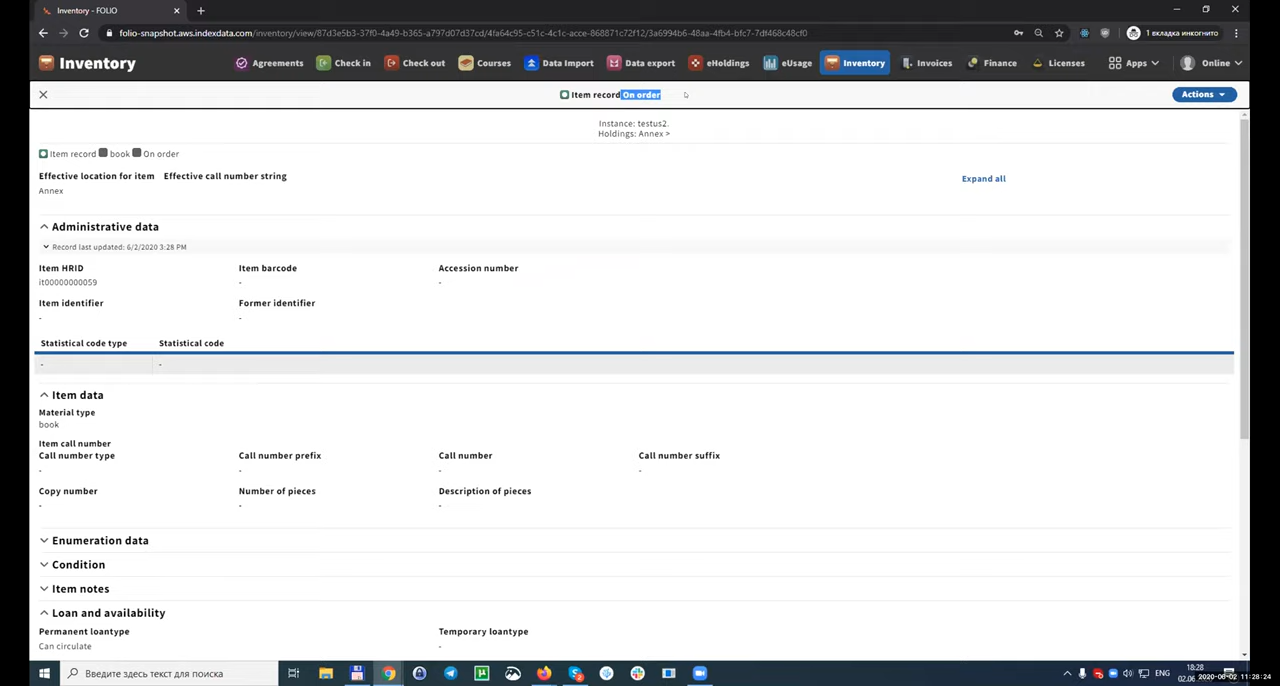 Inventory - FOLIO
folio-snapshot.aws.indexdata.com/inventory/view/87d3e5b3-37f0-4a49-b365-a797d07d37cd/4fa64c95-c51c-4c1c-acce-868871c72f12/3a6994b6-48aa-4fb4-bfc7-7df468c48cf0
1 вкладка инкогнито
Inventory
Agreements
Check in
Check out
Courses
Data Import
Data export
eHoldings
eUsage
Inventory
Invoices
Finance
Licenses
Apps
Online
Item record On order
Actions
Instance: testus2.
Holdings: Annex >
Item record book On order
Effective location for item Effective call number string
Expand all
Annex
Administrative data
Record last updated: 6/2/2020 3:28 PM
Item HRID Item barcode Accession number
it00000000059 - -
Item identifier Former identifier
- -
Statistical code type Statistical code
- -
Item data
Material type
book
Item call number
Call number type Call number prefix Call number Call number suffix
- - - -
Copy number Number of pieces Description of pieces
- - -
Enumeration data
Condition
Item notes
Loan and availability
Permanent loantype Temporary loantype
Can circulate -
Введите здесь текст для поиска
ENG
18:28
2020-06-02 11:28:24